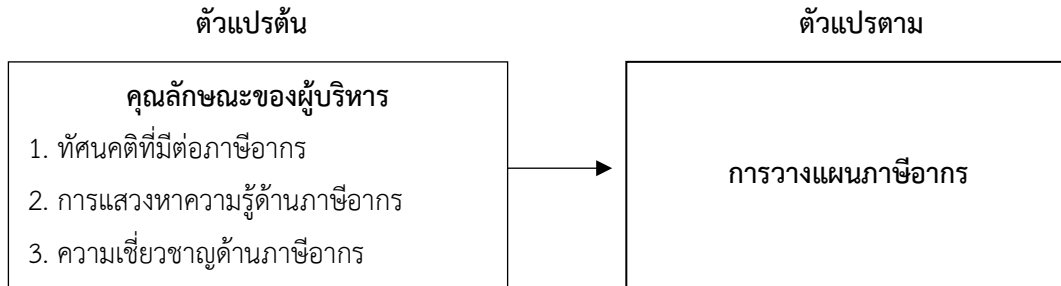 ตัวแปรต้น
ตัวแปรตาม
คุณลักษณะของผู้บริหาร
1. ทัศนคติที่มีต่อภาษีอากร
2. การแสวงหาความรู้ด้านภาษีอากร
3. ความเชี่ยวชาญด้านภาษีอากร
การวางแผนภาษีอากร